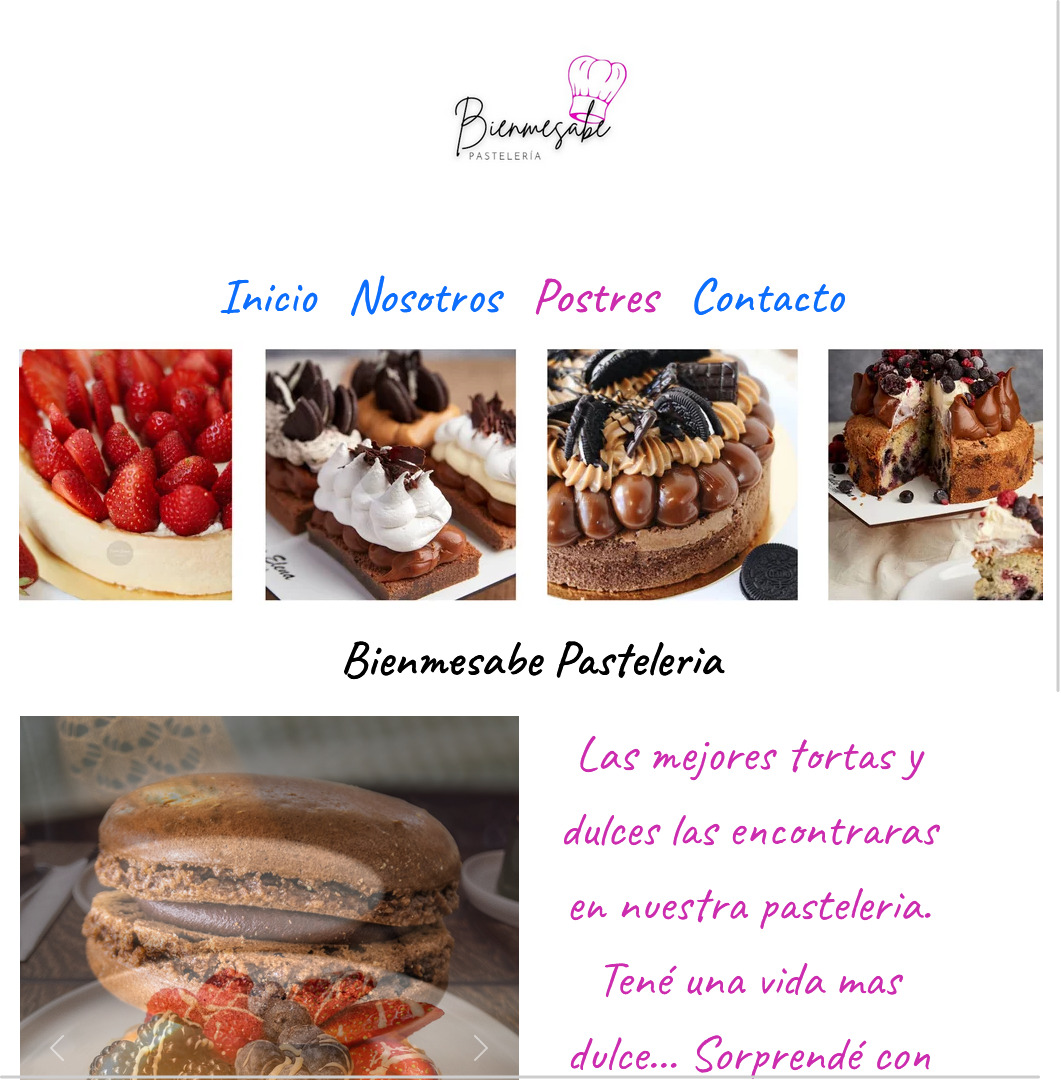 Bienmesabe
PASTELERÍA
Inicio Nosotros Postres Contacto
Elena
Bienmesabe Pasteleria
Las mejores tortas y
dulces las encontraras
en nuestra pasteleria.
Tené una vida mas
dulce... Sorprendé con